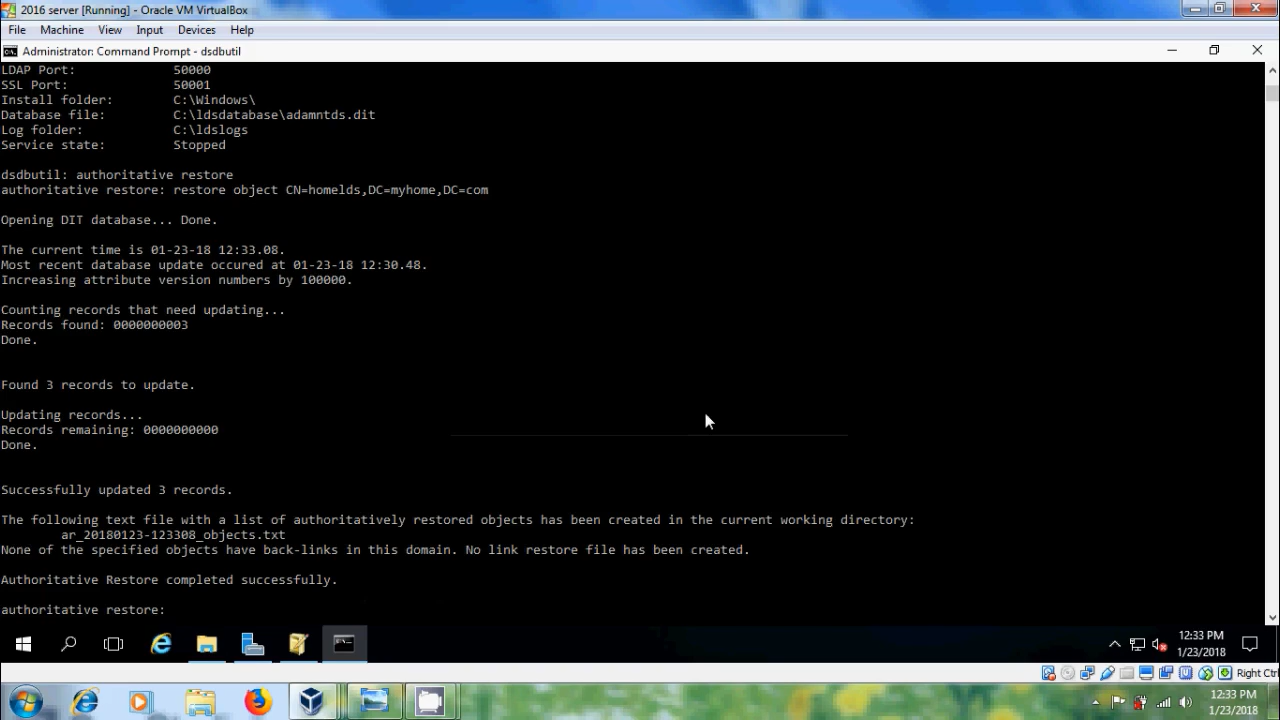 2016 server [Running] - Oracle VM VirtualBox
File Machine View Input Devices Help
Administrator: Command Prompt - dsdbutil
LDAP Port: 50000
SSL Port: 50001
Install folder: C:\Windows\
Database file: C:\ldsdatabase\adamntds.dit
Log folder: C:\ldslogs
Service state: Stopped
dsdbutil: authoritative restore
authoritative restore: restore object CN=homelds,DC=myhome,DC=com
Opening DIT database... Done.
The current time is 01-23-18 12:33.08.
Most recent database update occured at 01-23-18 12:30.48.
Increasing attribute version numbers by 100000.
Counting records that need updating...
Records found: 0000000003
Done.
Found 3 records to update.
Updating records...
Records remaining: 0000000000
Done.
Successfully updated 3 records.
The following text file with a list of authoritatively restored objects has been created in the current working directory:
ar_20180123-123308_objects.txt
None of the specified objects have back-links in this domain. No link restore file has been created.
Authoritative Restore completed successfully.
authoritative restore:
12:33 PM
1/23/2018
Right Ctrl
12:33 PM
1/23/2018